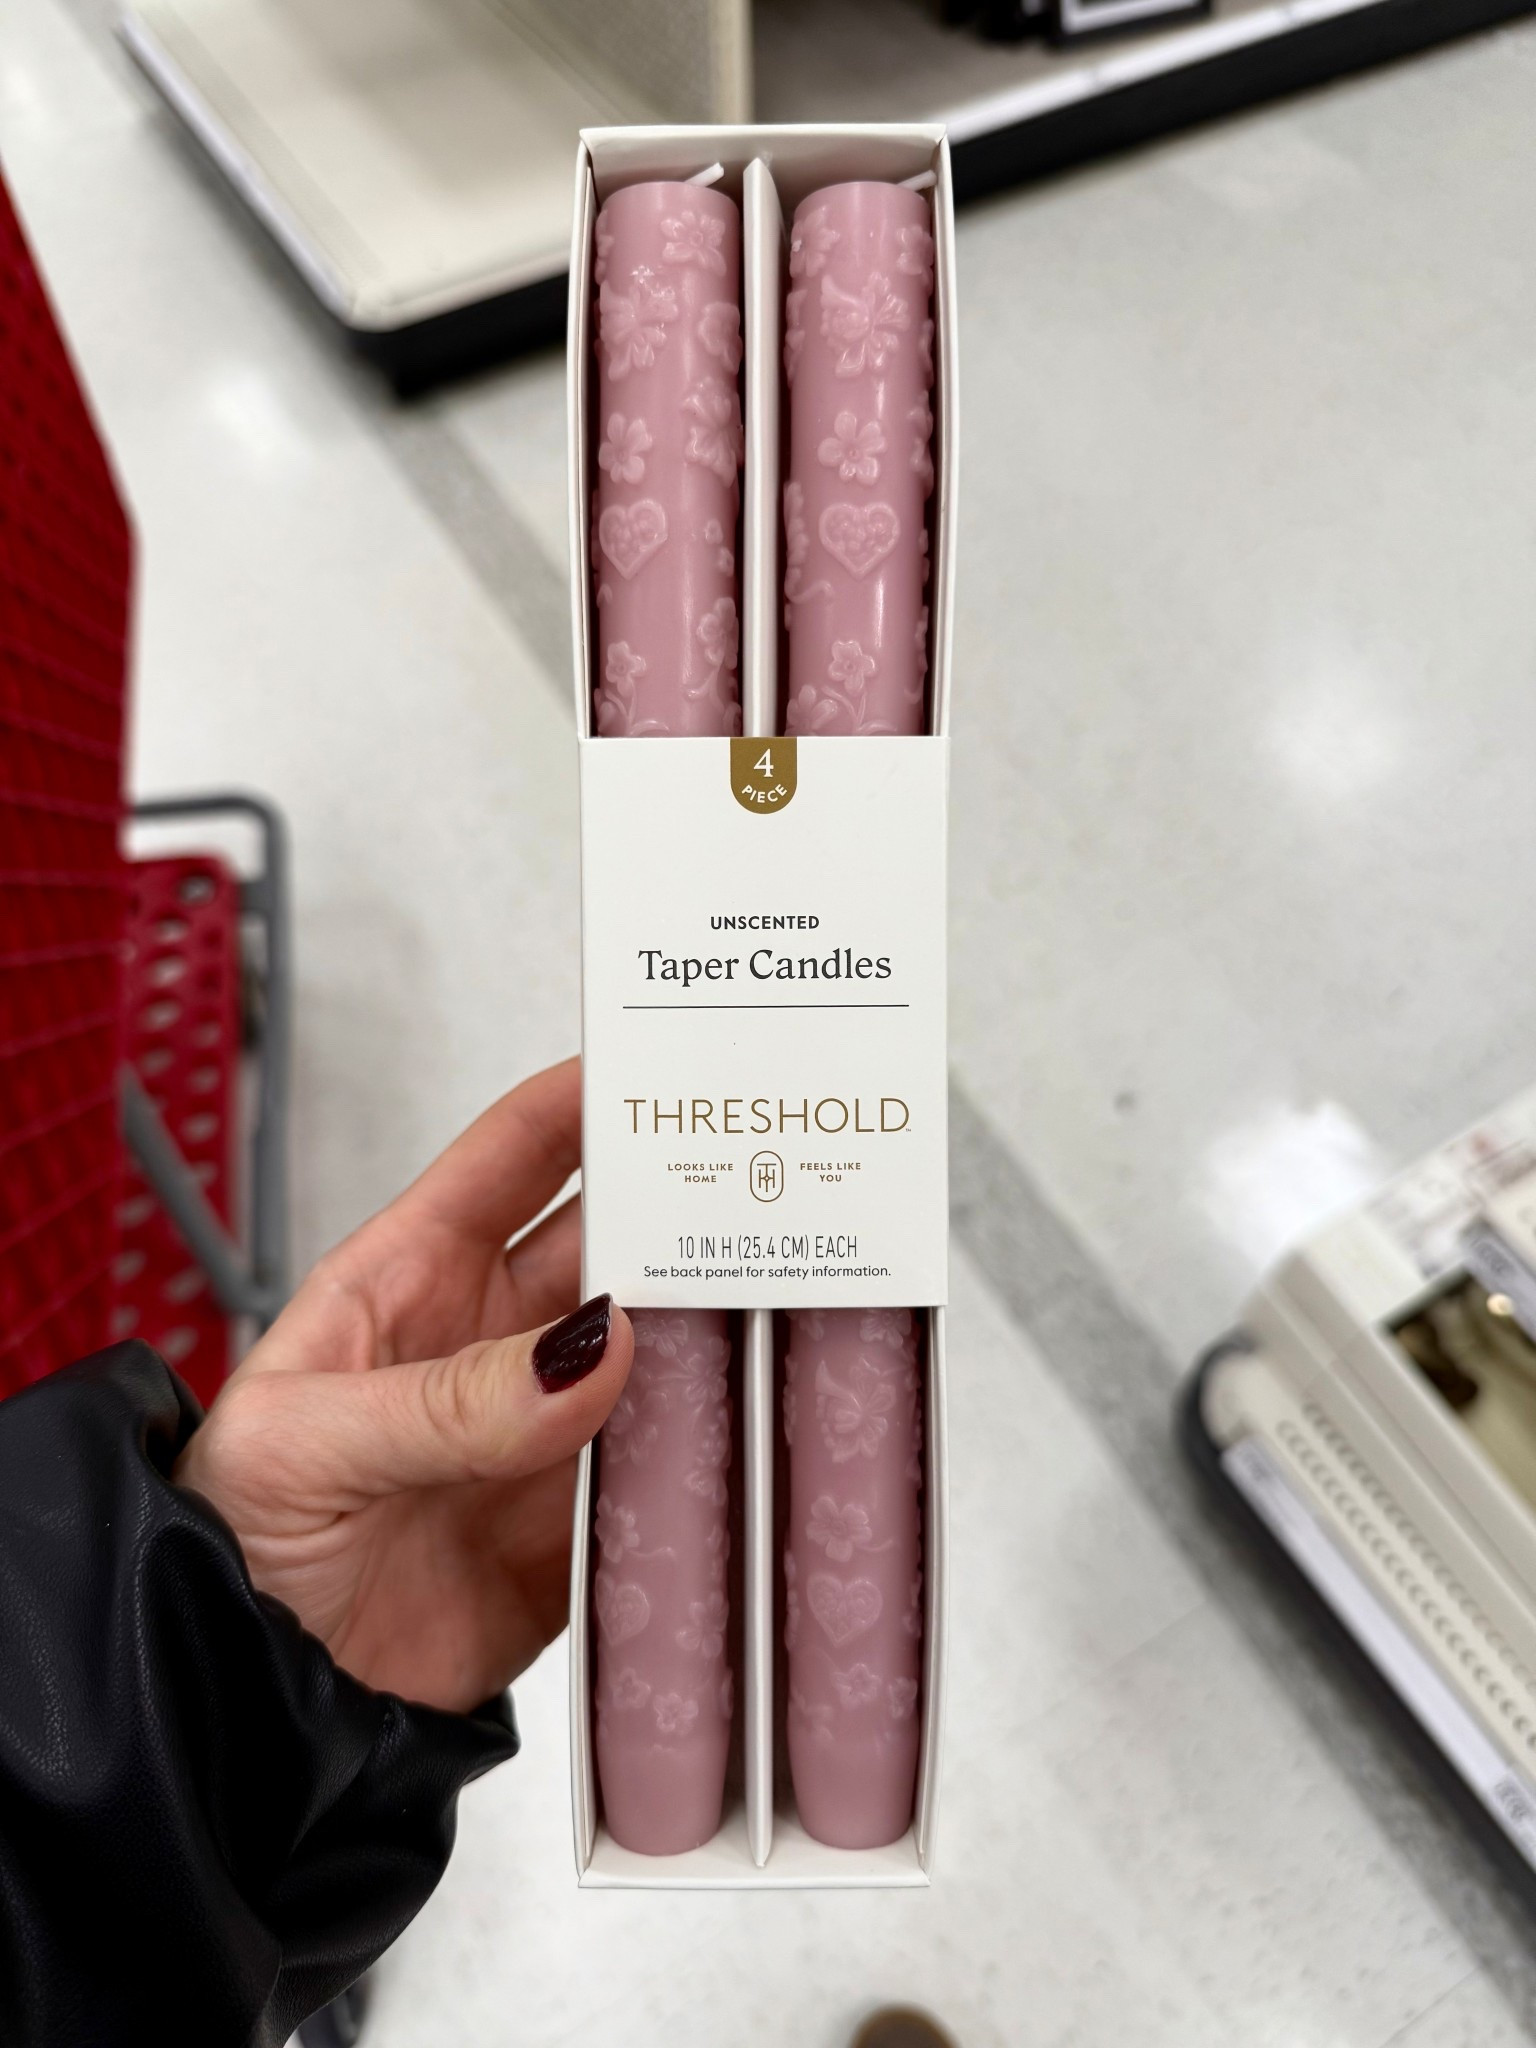 4
PIECE
UNSCENTED
Taper Candles
THRESHOLD™
LOOKS LIKE
HOME
FEELS LIKE
YOU
10 IN H (25.4 CM) EACH
See back panel for safety information.